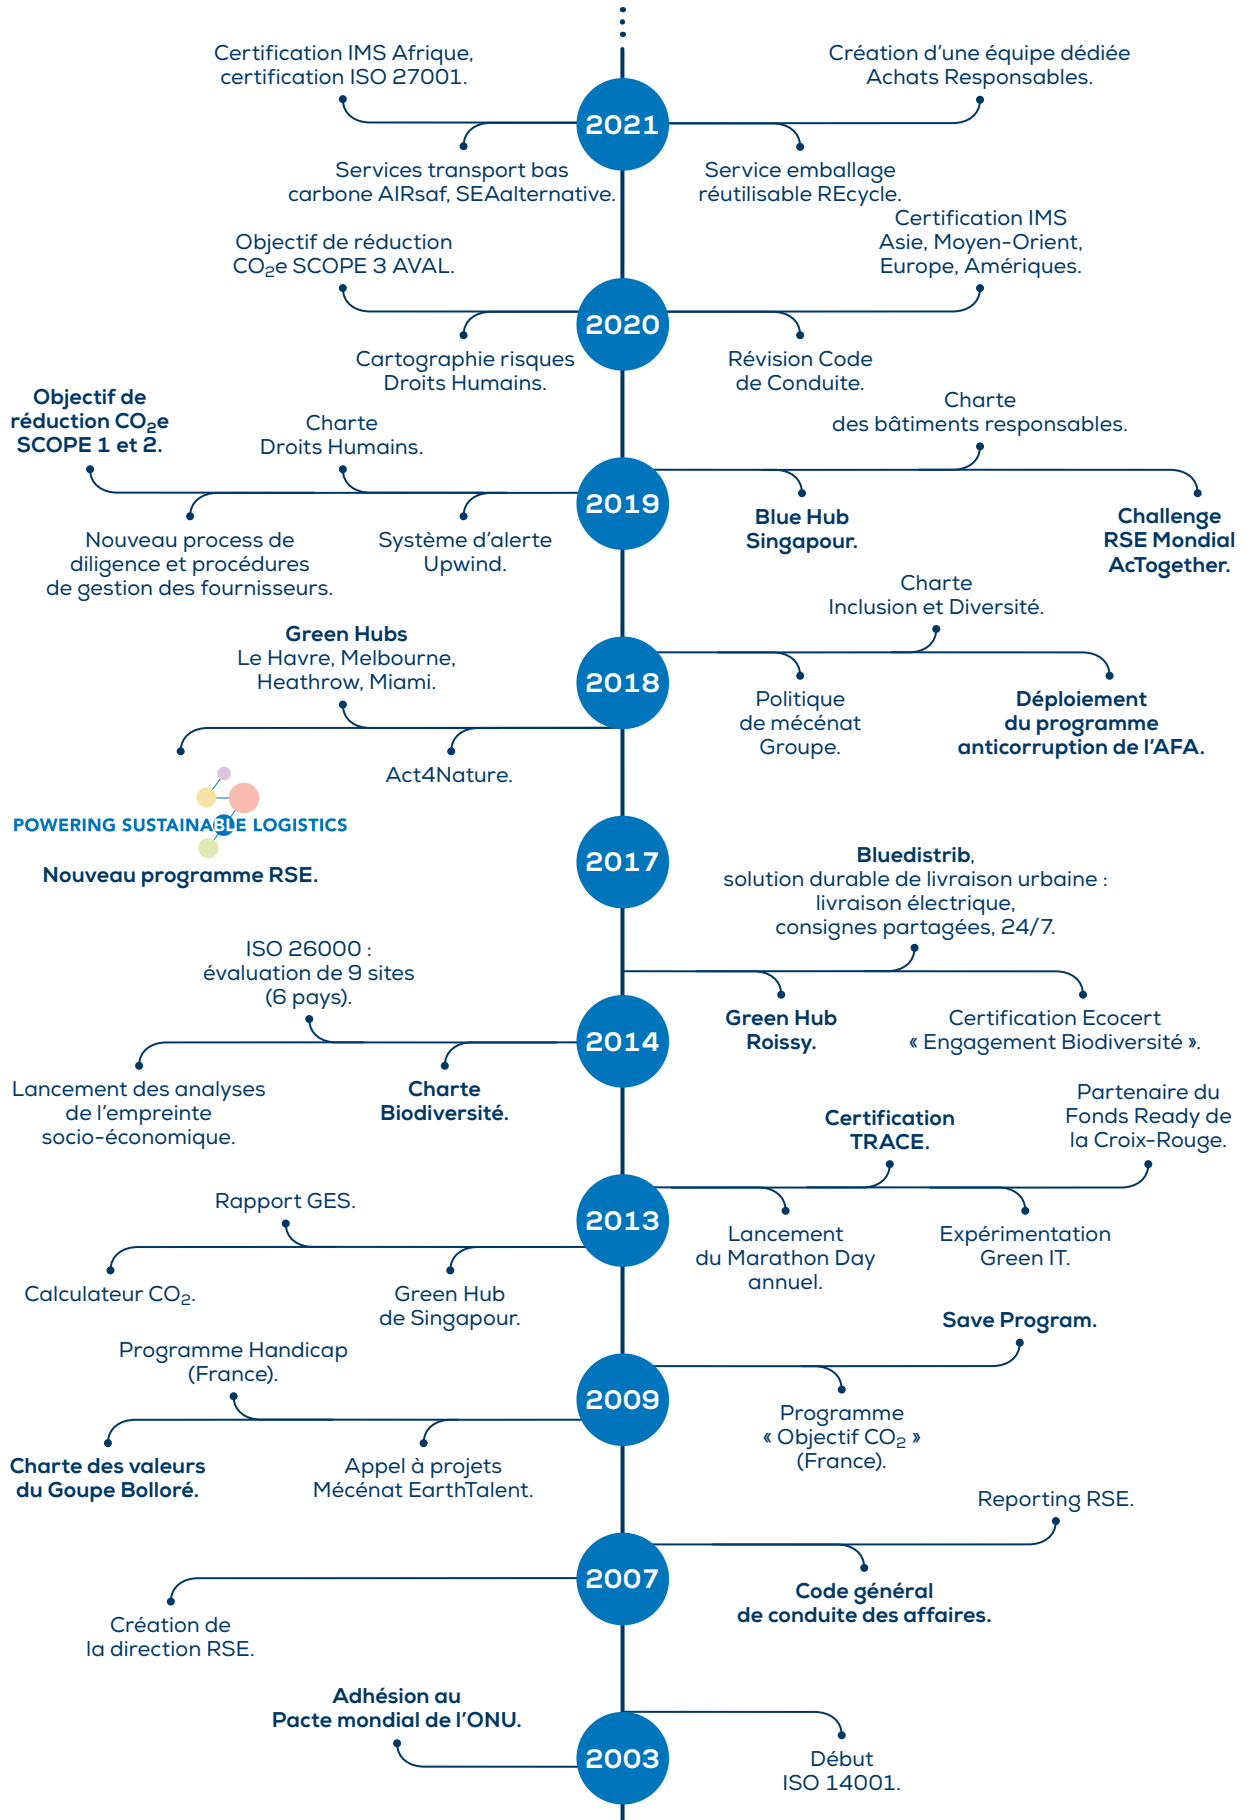 Certification IMS Afrique,
certification ISO 27001.
Création d’une équipe dédiée
Achats Responsables.
2021
Services transport bas
carbone AIRsaf, SEAalternative.
Service emballage
réutilisable REcycle.
Objectif de réduction
CO₂e SCOPE 3 AVAL.
Certification IMS
Asie, Moyen-Orient,
Europe, Amériques.
2020
Cartographie risques
Droits Humains.
Révision Code
de Conduite.
Objectif de
réduction CO₂e
SCOPE 1 et 2.
Charte
Droits Humains.
Charte
des bâtiments responsables.
2019
Nouveau process de
diligence et procédures
de gestion des fournisseurs.
Système d’alerte
Upwind.
Blue Hub
Singapour.
Challenge
RSE Mondial
AcTogether.
Green Hubs
Le Havre, Melbourne,
Heathrow, Miami.
Charte
Inclusion et Diversité.
2018
Act4Nature.
Politique
de mécénat
Groupe.
Déploiement
du programme
anticorruption de l’AFA.
POWERING SUSTAINABLE LOGISTICS
Nouveau programme RSE.
2017
Bluedistrib,
solution durable de livraison urbaine :
livraison électrique,
consignes partagées, 24/7.
Green Hub
Roissy.
Certification Ecocert
« Engagement Biodiversité ».
ISO 26000 :
évaluation de 9 sites
(6 pays).
2014
Lancement des analyses
de l’empreinte
socio-économique.
Charte
Biodiversité.
Certification
TRACE.
Partenaire du
Fonds Ready de
la Croix-Rouge.
Rapport GES.
2013
Calculateur CO₂.
Green Hub
de Singapour.
Lancement
du Marathon Day
annuel.
Expérimentation
Green IT.
Programme Handicap
(France).
Save Program.
2009
Charte des valeurs
du Goupe Bolloré.
Appel à projets
Mécénat EarthTalent.
Programme
« Objectif CO₂ »
(France).
Reporting RSE.
2007
Création de
la direction RSE.
Code général
de conduite des affaires.
Adhésion au
Pacte mondial de l’ONU.
2003
Début
ISO 14001.